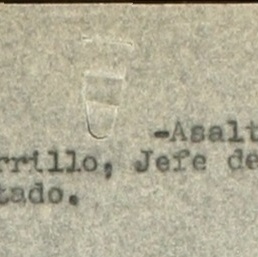 -Asalt
rrillo, Jefe de
tado.